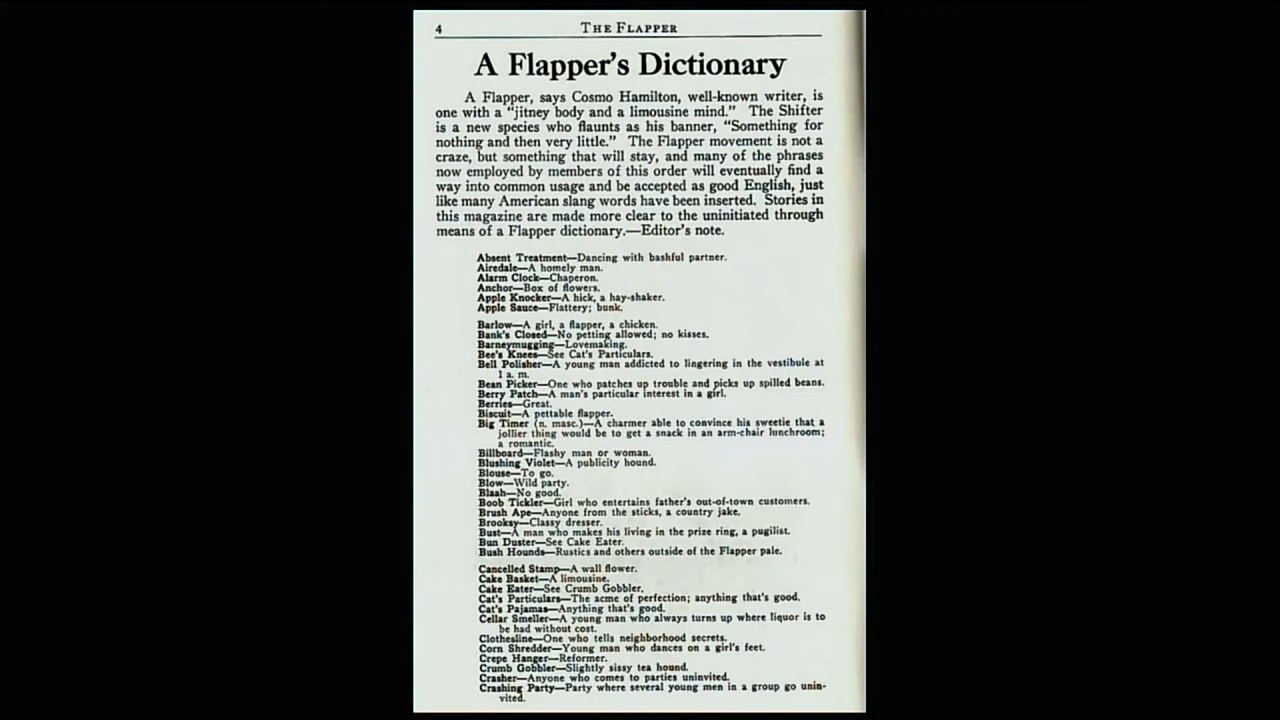 4
THE FLAPPER
A Flapper's Dictionary
A Flapper, says Cosmo Hamilton, well-known writer, is
one with a “jitney body and a limousine mind.” The Shifter
is a new species who flaunts as his banner, “Something for
nothing and then very little.” The Flapper movement is not a
craze, but something that will stay, and many of the phrases
now employed by members of this order will eventually find a
way into common usage and be accepted as good English, just
like many American slang words have been inserted. Stories in
this magazine are made more clear to the uninitiated through
means of a Flapper dictionary.—Editor's note.
Absent Treatment—Dancing with bashful partner.
Airedale—A homely man.
Alarm Clock—Chaperon.
Anchor—Box of flowers.
Apple Knocker—A hick, a hay-shaker.
Apple Sauce—Flattery; bunk.
Barlow—A girl, a flapper, a chicken.
Bank's Closed—No petting allowed; no kisses.
Barneymugging—Lovemaking.
Bee's Knees—See Cat's Particulars.
Bell Polisher—A young man addicted to lingering in the vestibule at
1 a. m.
Bean Picker—One who patches up trouble and picks up spilled beans.
Berry Patch—A man's particular interest in a girl.
Berries—Great.
Biscuit—A pettable flapper.
Big Timer (n. masc.)—A charmer able to convince his sweetie that a
jollier thing would be to get a snack in an arm-chair lunchroom;
a romantic.
Billboard—Flashy man or woman.
Blushing Violet—A publicity hound.
Blouse—To go.
Blow—Wild party.
Blaah—No good.
Boob Tickler—Girl who entertains father's out-of-town customers.
Brush Ape—Anyone from the sticks, a country jake.
Brooksy—Classy dresser.
Bust—A man who makes his living in the prize ring, a pugilist.
Bun Duster—See Cake Eater.
Bush Hounds—Rustics and others outside of the Flapper pale.
Cancelled Stamp—A wall flower.
Cake Basket—A limousine.
Cake Eater—See Crumb Gobbler.
Cat's Particulars—The acme of perfection; anything that's good.
Cat's Pajamas—Anything that's good.
Cellar Smeller—A young man who always turns up where liquor is to
be had without cost.
Clothesline—One who tells neighborhood secrets.
Corn Shredder—Young man who dances on a girl's feet.
Crepe Hanger—Reformer.
Crumb Gobbler—Slightly sissy tea hound.
Crasher—Anyone who comes to parties uninvited.
Crashing Party—Party where several young men in a group go unin-
vited.